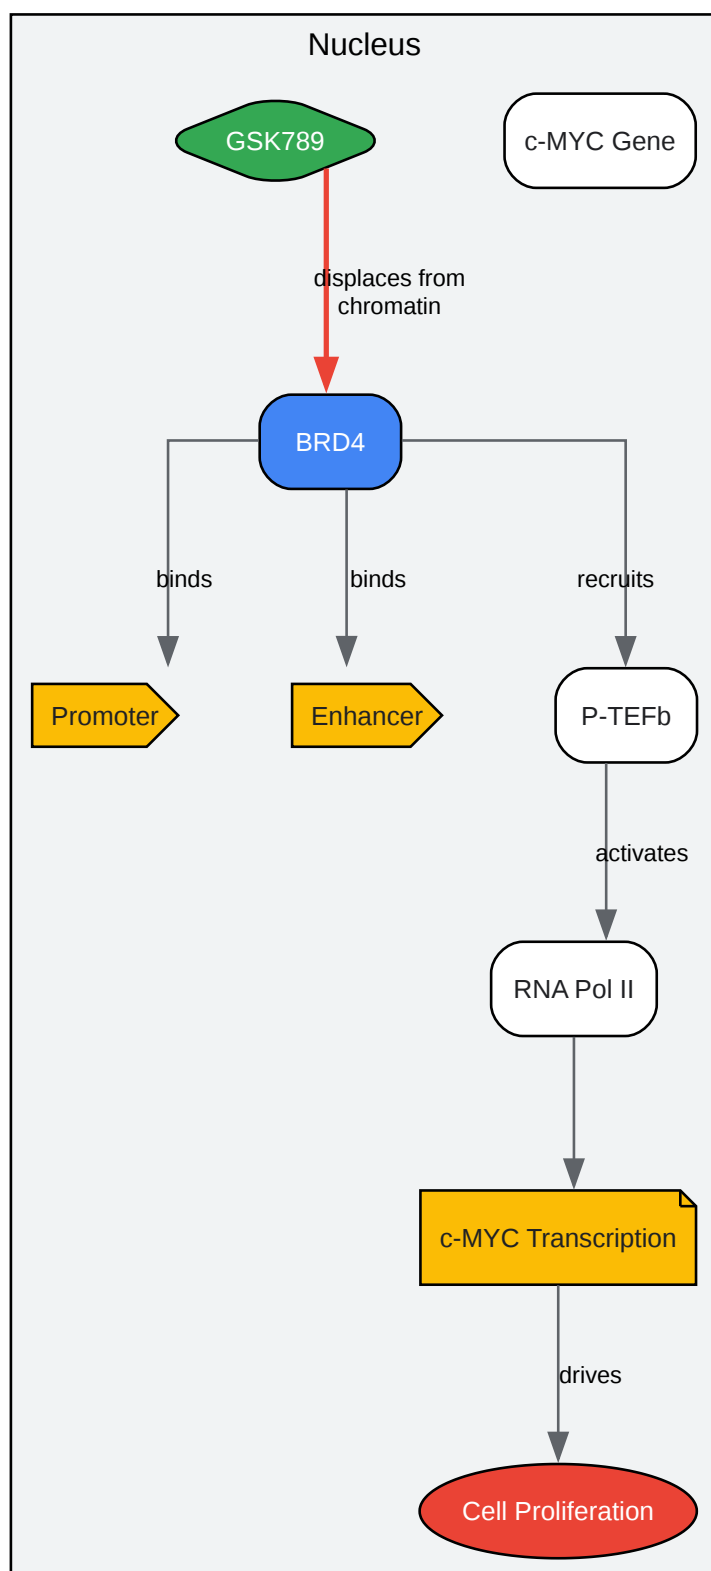 Nucleus
GSK789
c-MYC Gene
displaces from
chromatin
BRD4
binds
binds
recruits
Promoter
Enhancer
P-TEFb
activates
RNA Pol II
c-MYC Transcription
drives
Cell Proliferation